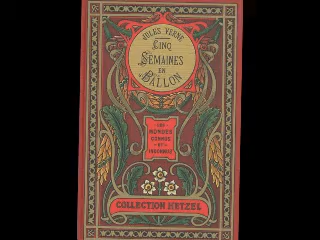 JULES VERNE
CINQ
SEMAINES
EN
BALLON
LES
MONDES
CONNUS
ET
INCONNUS
COLLECTION HETZEL